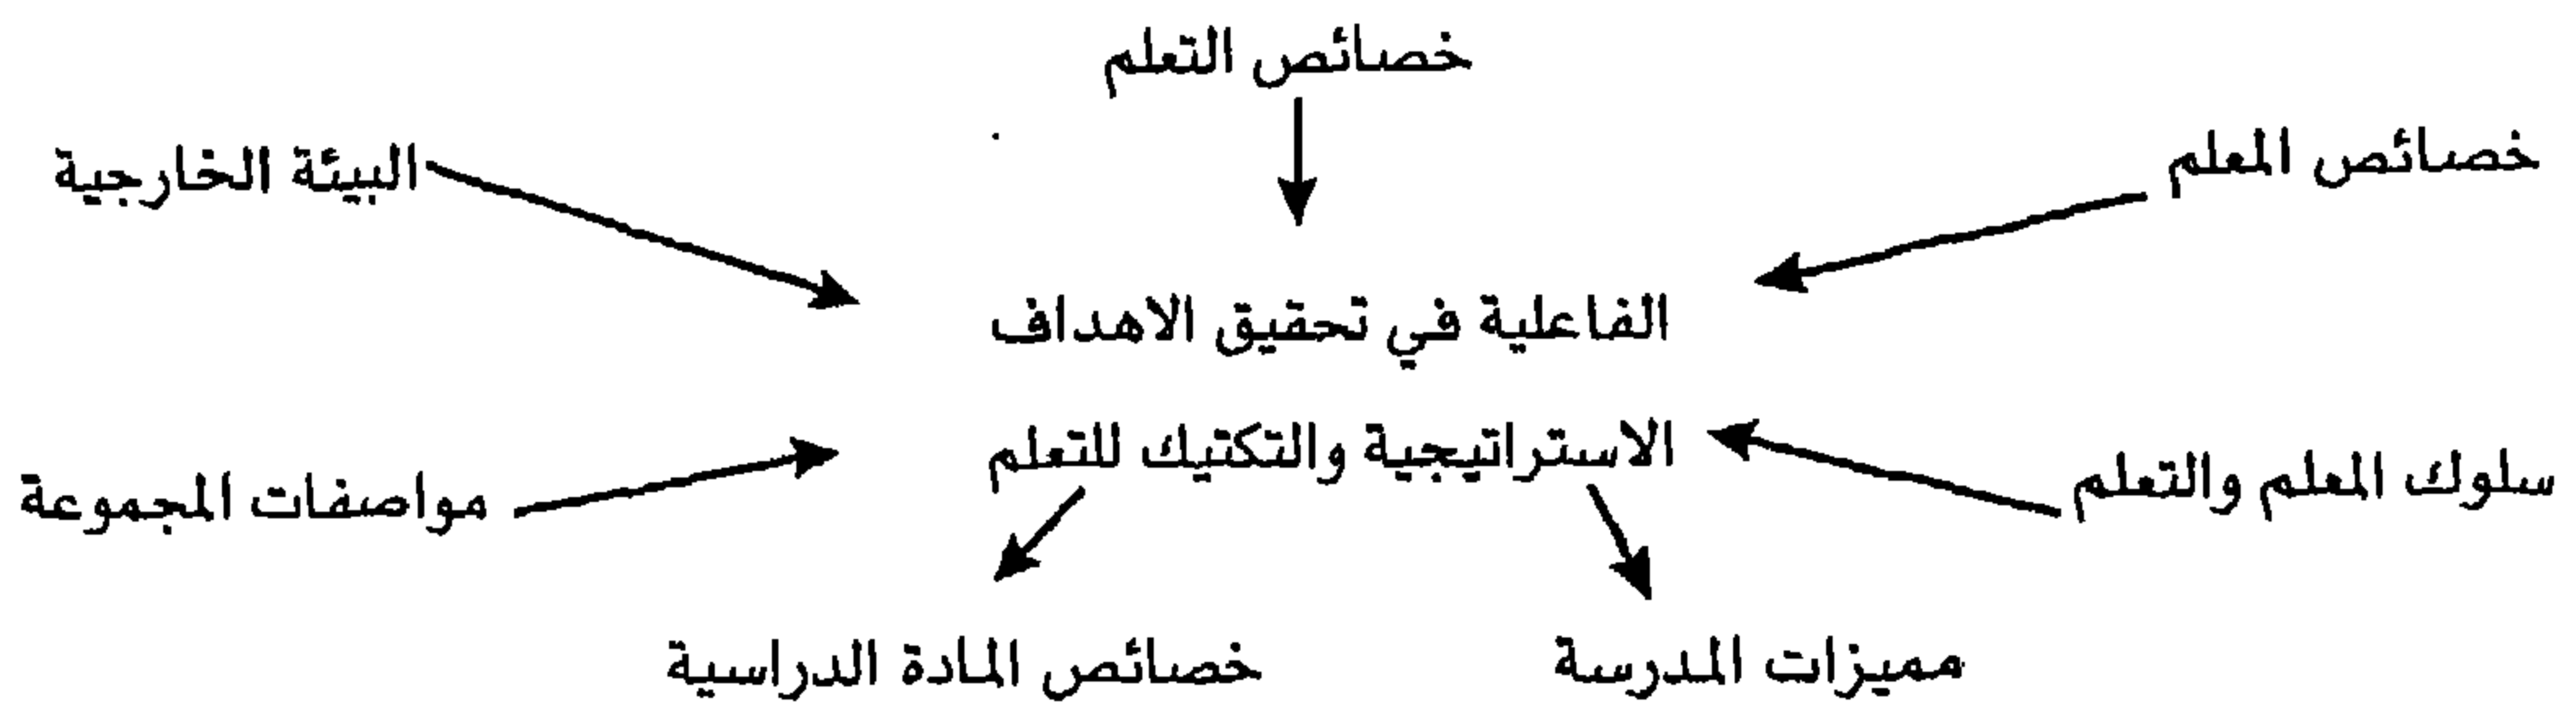 خصائص التعلم
خصائص المعلم
البيئة الخارجية
الفاعلية في تحقيق الاهداف
الاستراتيجية والتكتيك للتعلم
سلوك المعلم والتعلم
مواصفات المجموعة
مميزات المدرسة
خصائص المادة الدراسية